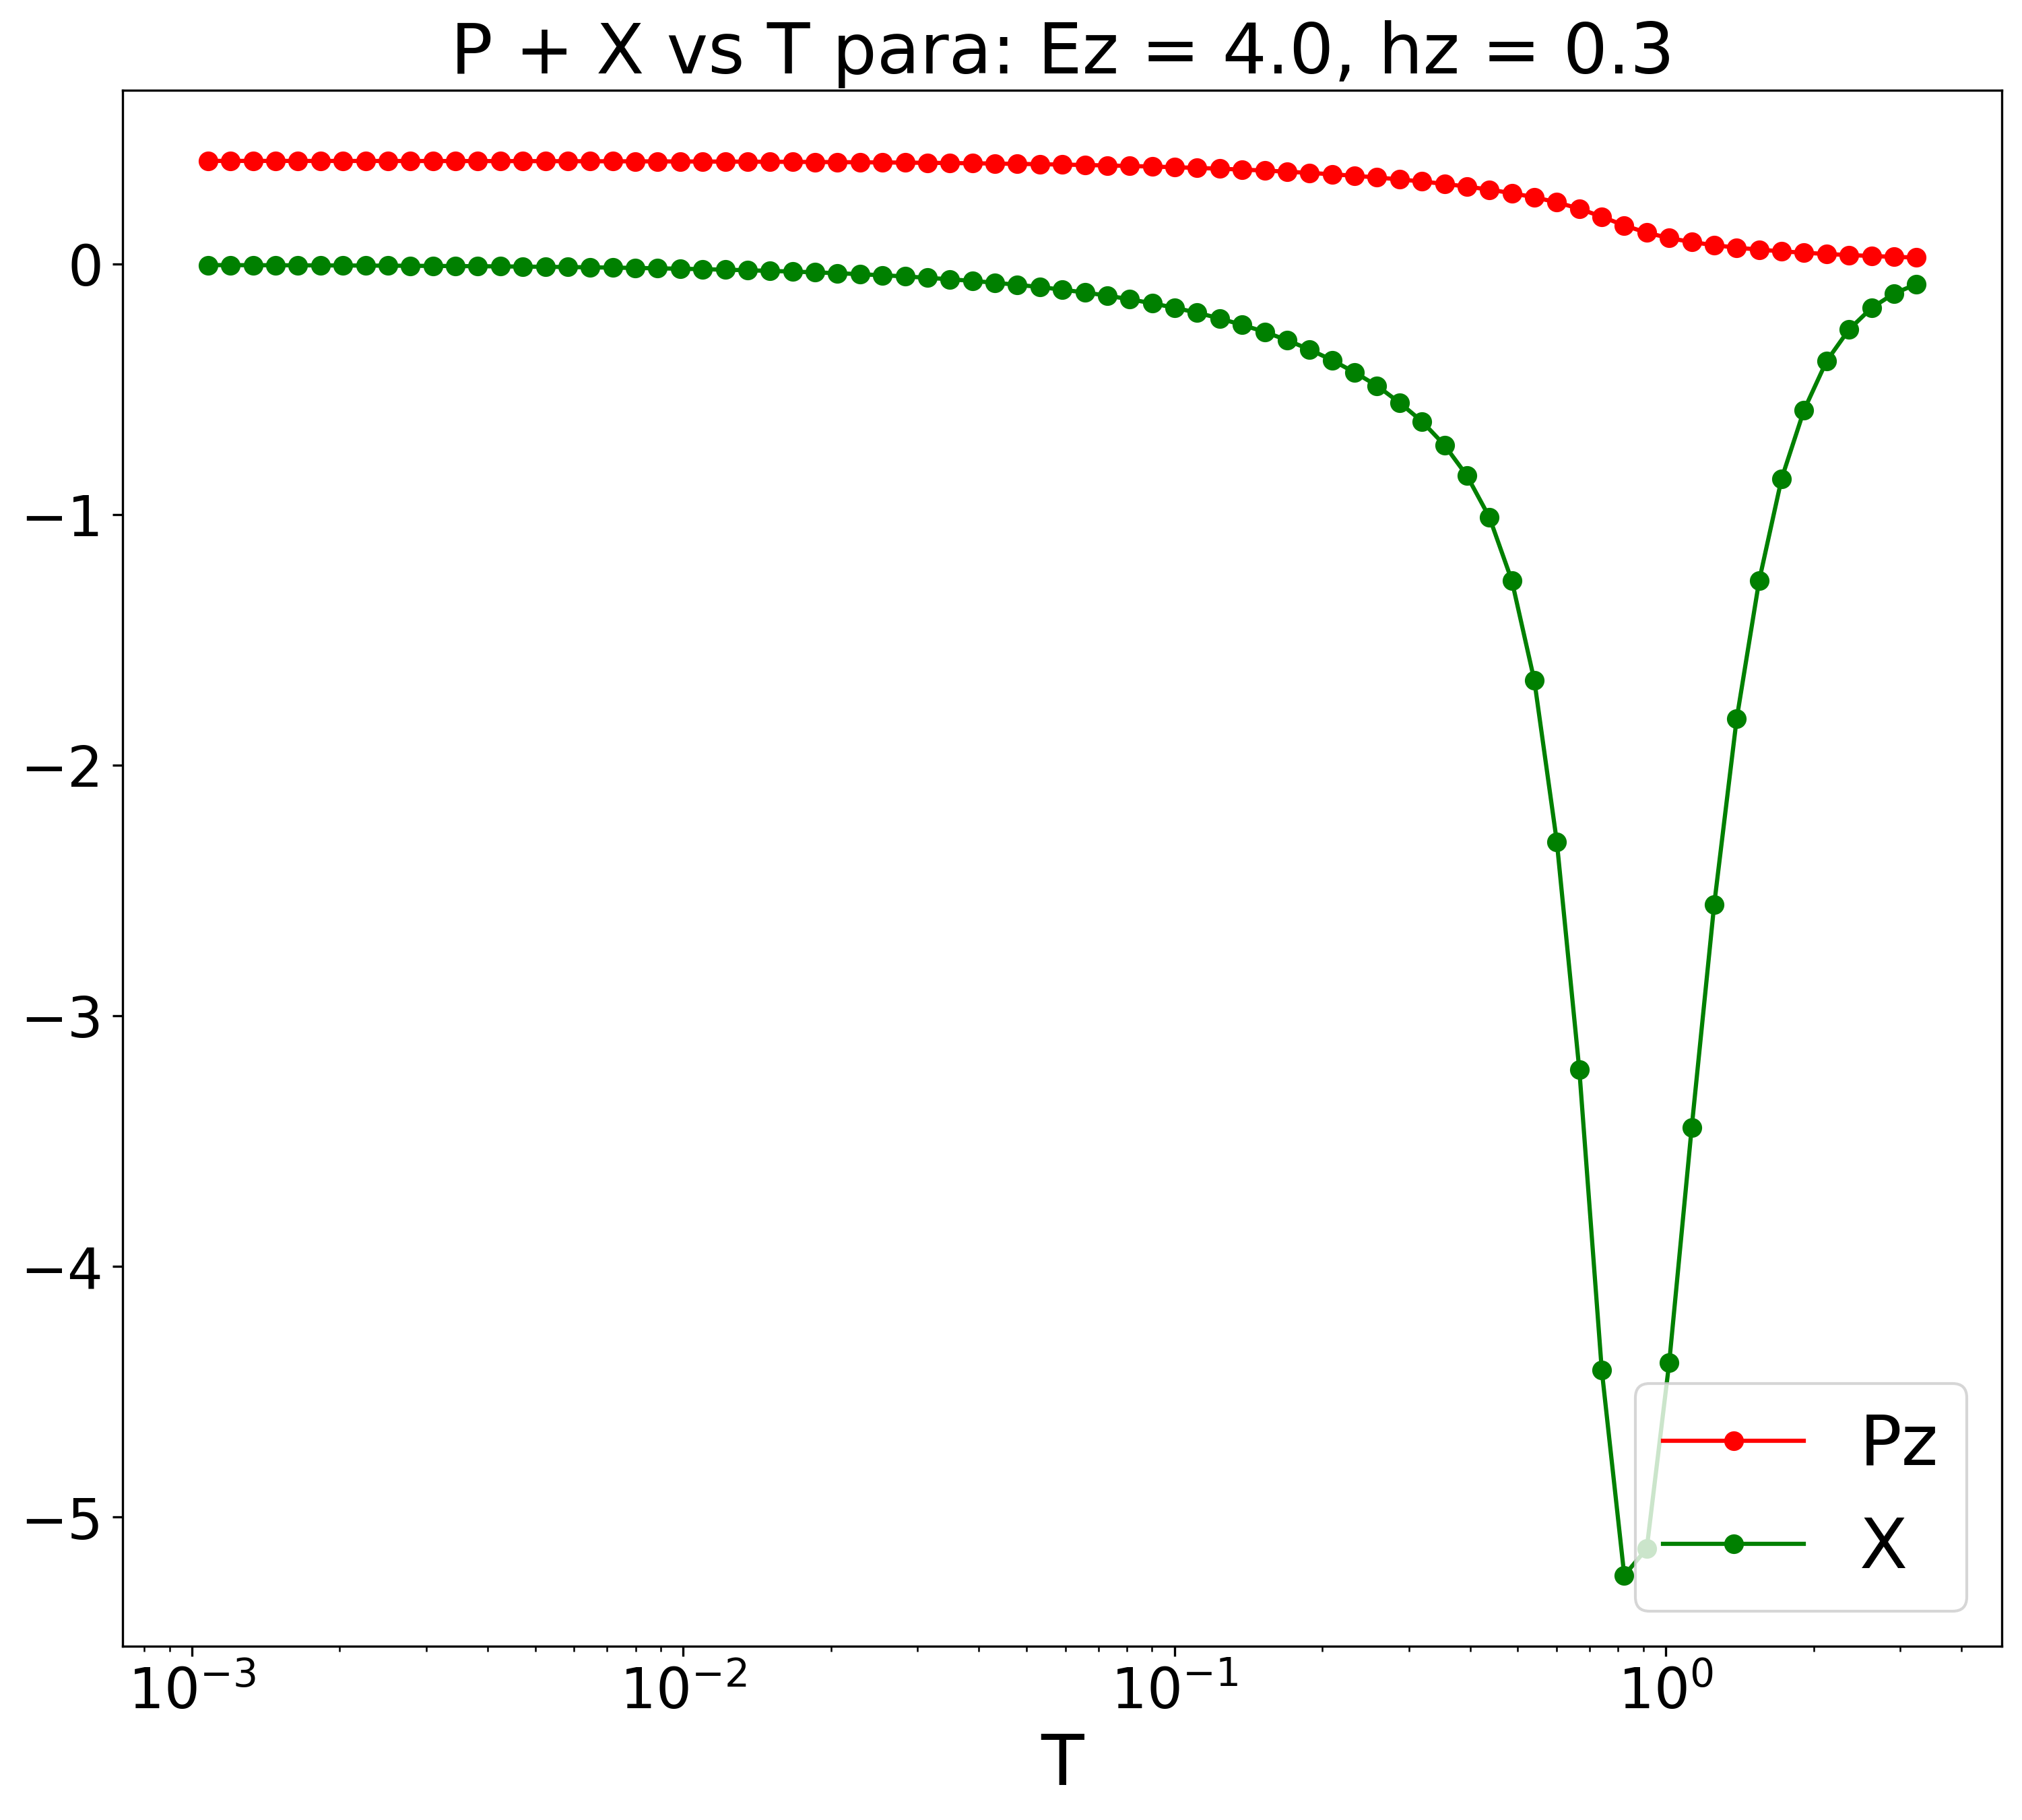 P + X vs T para: Ez = 4.0, hz = 0.3
0
−1
−2
−3
−4
−5
Pz
X
10⁻³ 10⁻² 10⁻¹ 10⁰
T